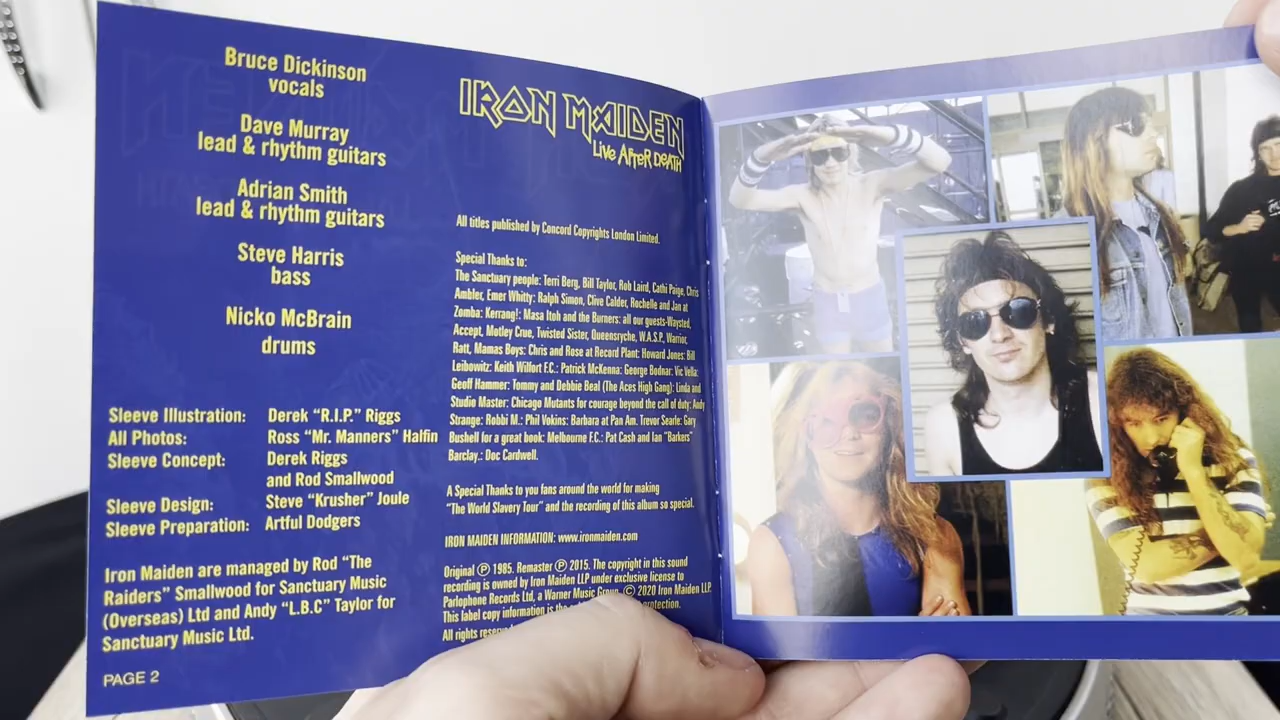 Bruce Dickinson
vocals
Dave Murray
lead & rhythm guitars
Adrian Smith
lead & rhythm guitars
Steve Harris
bass
Nicko McBrain
drums
Sleeve Illustration: Derek “R.I.P.” Riggs
All Photos: Ross “Mr. Manners” Halfin
Sleeve Concept: Derek Riggs
and Rod Smallwood
Sleeve Design: Steve “Krusher” Joule
Sleeve Preparation: Artful Dodgers
Iron Maiden are managed by Rod “The
Raiders” Smallwood for Sanctuary Music
(Overseas) Ltd and Andy “L.B.C” Taylor for
Sanctuary Music Ltd.
PAGE 2
IRON MAIDEN
LIVE AFTER DEATH
All titles published by Concord Copyrights London Limited.
Special Thanks to:
The Sanctuary people: Terri Berg, Bill Taylor, Rob Laird, Cathi Paige, Chris
Ambler, Emer Whitty: Ralph Simon, Clive Calder, Rochelle and Jan at
Zomba: Kerrang!: Masa Itoh and the Burners: all our guests-Waysted,
Accept, Motley Crue, Twisted Sister, Queensryche, W.A.S.P., Warrior,
Ratt, Mamas Boys: Chris and Rose at Record Plant: Howard Jones: Bill
Leibowitz: Keith Wilfort F.C.: Patrick McKenna: George Bodnar: Vic Vella:
Geoff Hammer: Tommy and Debbie Beal (The Aces High Gang): Linda and
Studio Master: Chicago Mutants for courage beyond the call of duty: Andy
Strange: Robbi M.: Phil Vokins: Barbara at Pan Am. Trevor Searle: Gary
Bushell for a great book: Melbourne F.C.: Pat Cash and Ian “Barkers”
Barclay.: Doc Cardwell.
A Special Thanks to you fans around the world for making
“The World Slavery Tour” and the recording of this album so special.
IRON MAIDEN INFORMATION: www.ironmaiden.com
Original ℗ 1985. Remaster ℗ 2015. The copyright in this sound
recording is owned by Iron Maiden LLP under exclusive license to
Parlophone Records Ltd, a Warner Music Group. © 2020 Iron Maiden LLP.
This label copy information is the protection.
All rights